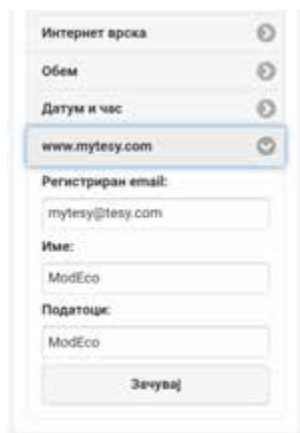 Интернет врска
Обем
Датум и час
www.mytesy.com
Регистриран email:
mytesy@tesy.com
Име:
ModEco
Податоци:
ModEco
Зачувај